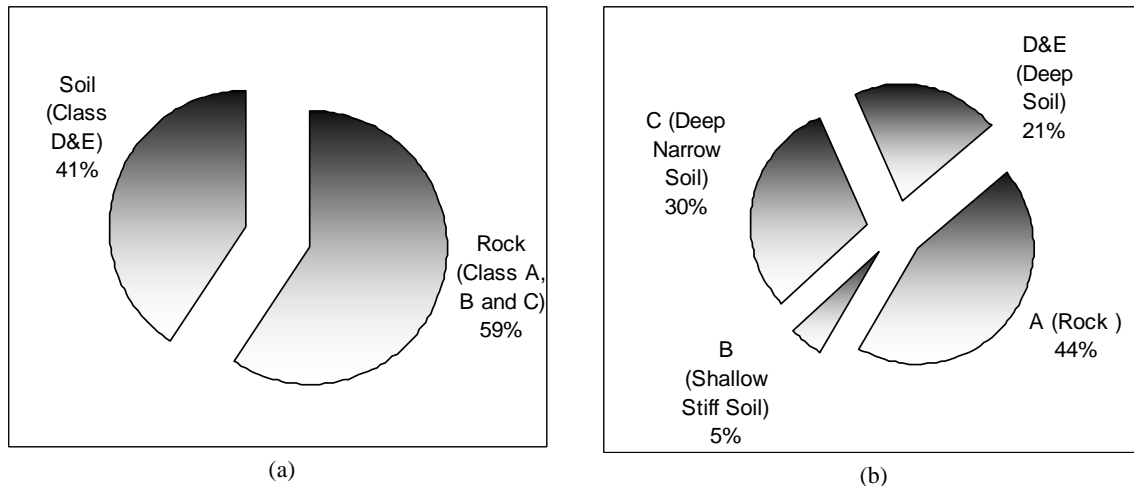 Soil
(Class
D&E)
41%
Rock
(Class A,
B and C)
59%
(a)
D&E
(Deep
Soil)
21%
C (Deep
Narrow
Soil)
30%
A (Rock )
44%
B
(Shallow
Stiff Soil)
5%
(b)